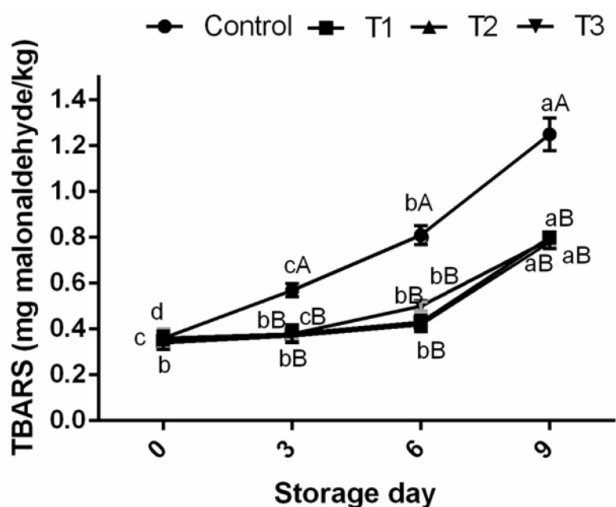 Control T1 T2 T3
TBARS (mg malonaldehyde/kg)
1.4
1.2
1.0
0.8
0.6
0.4
0.2
0.0
aA
bA
aB
cA
aB aB
bB
bB
d
bB cB
c
b
bB
bB
0 3 6 9
Storage day